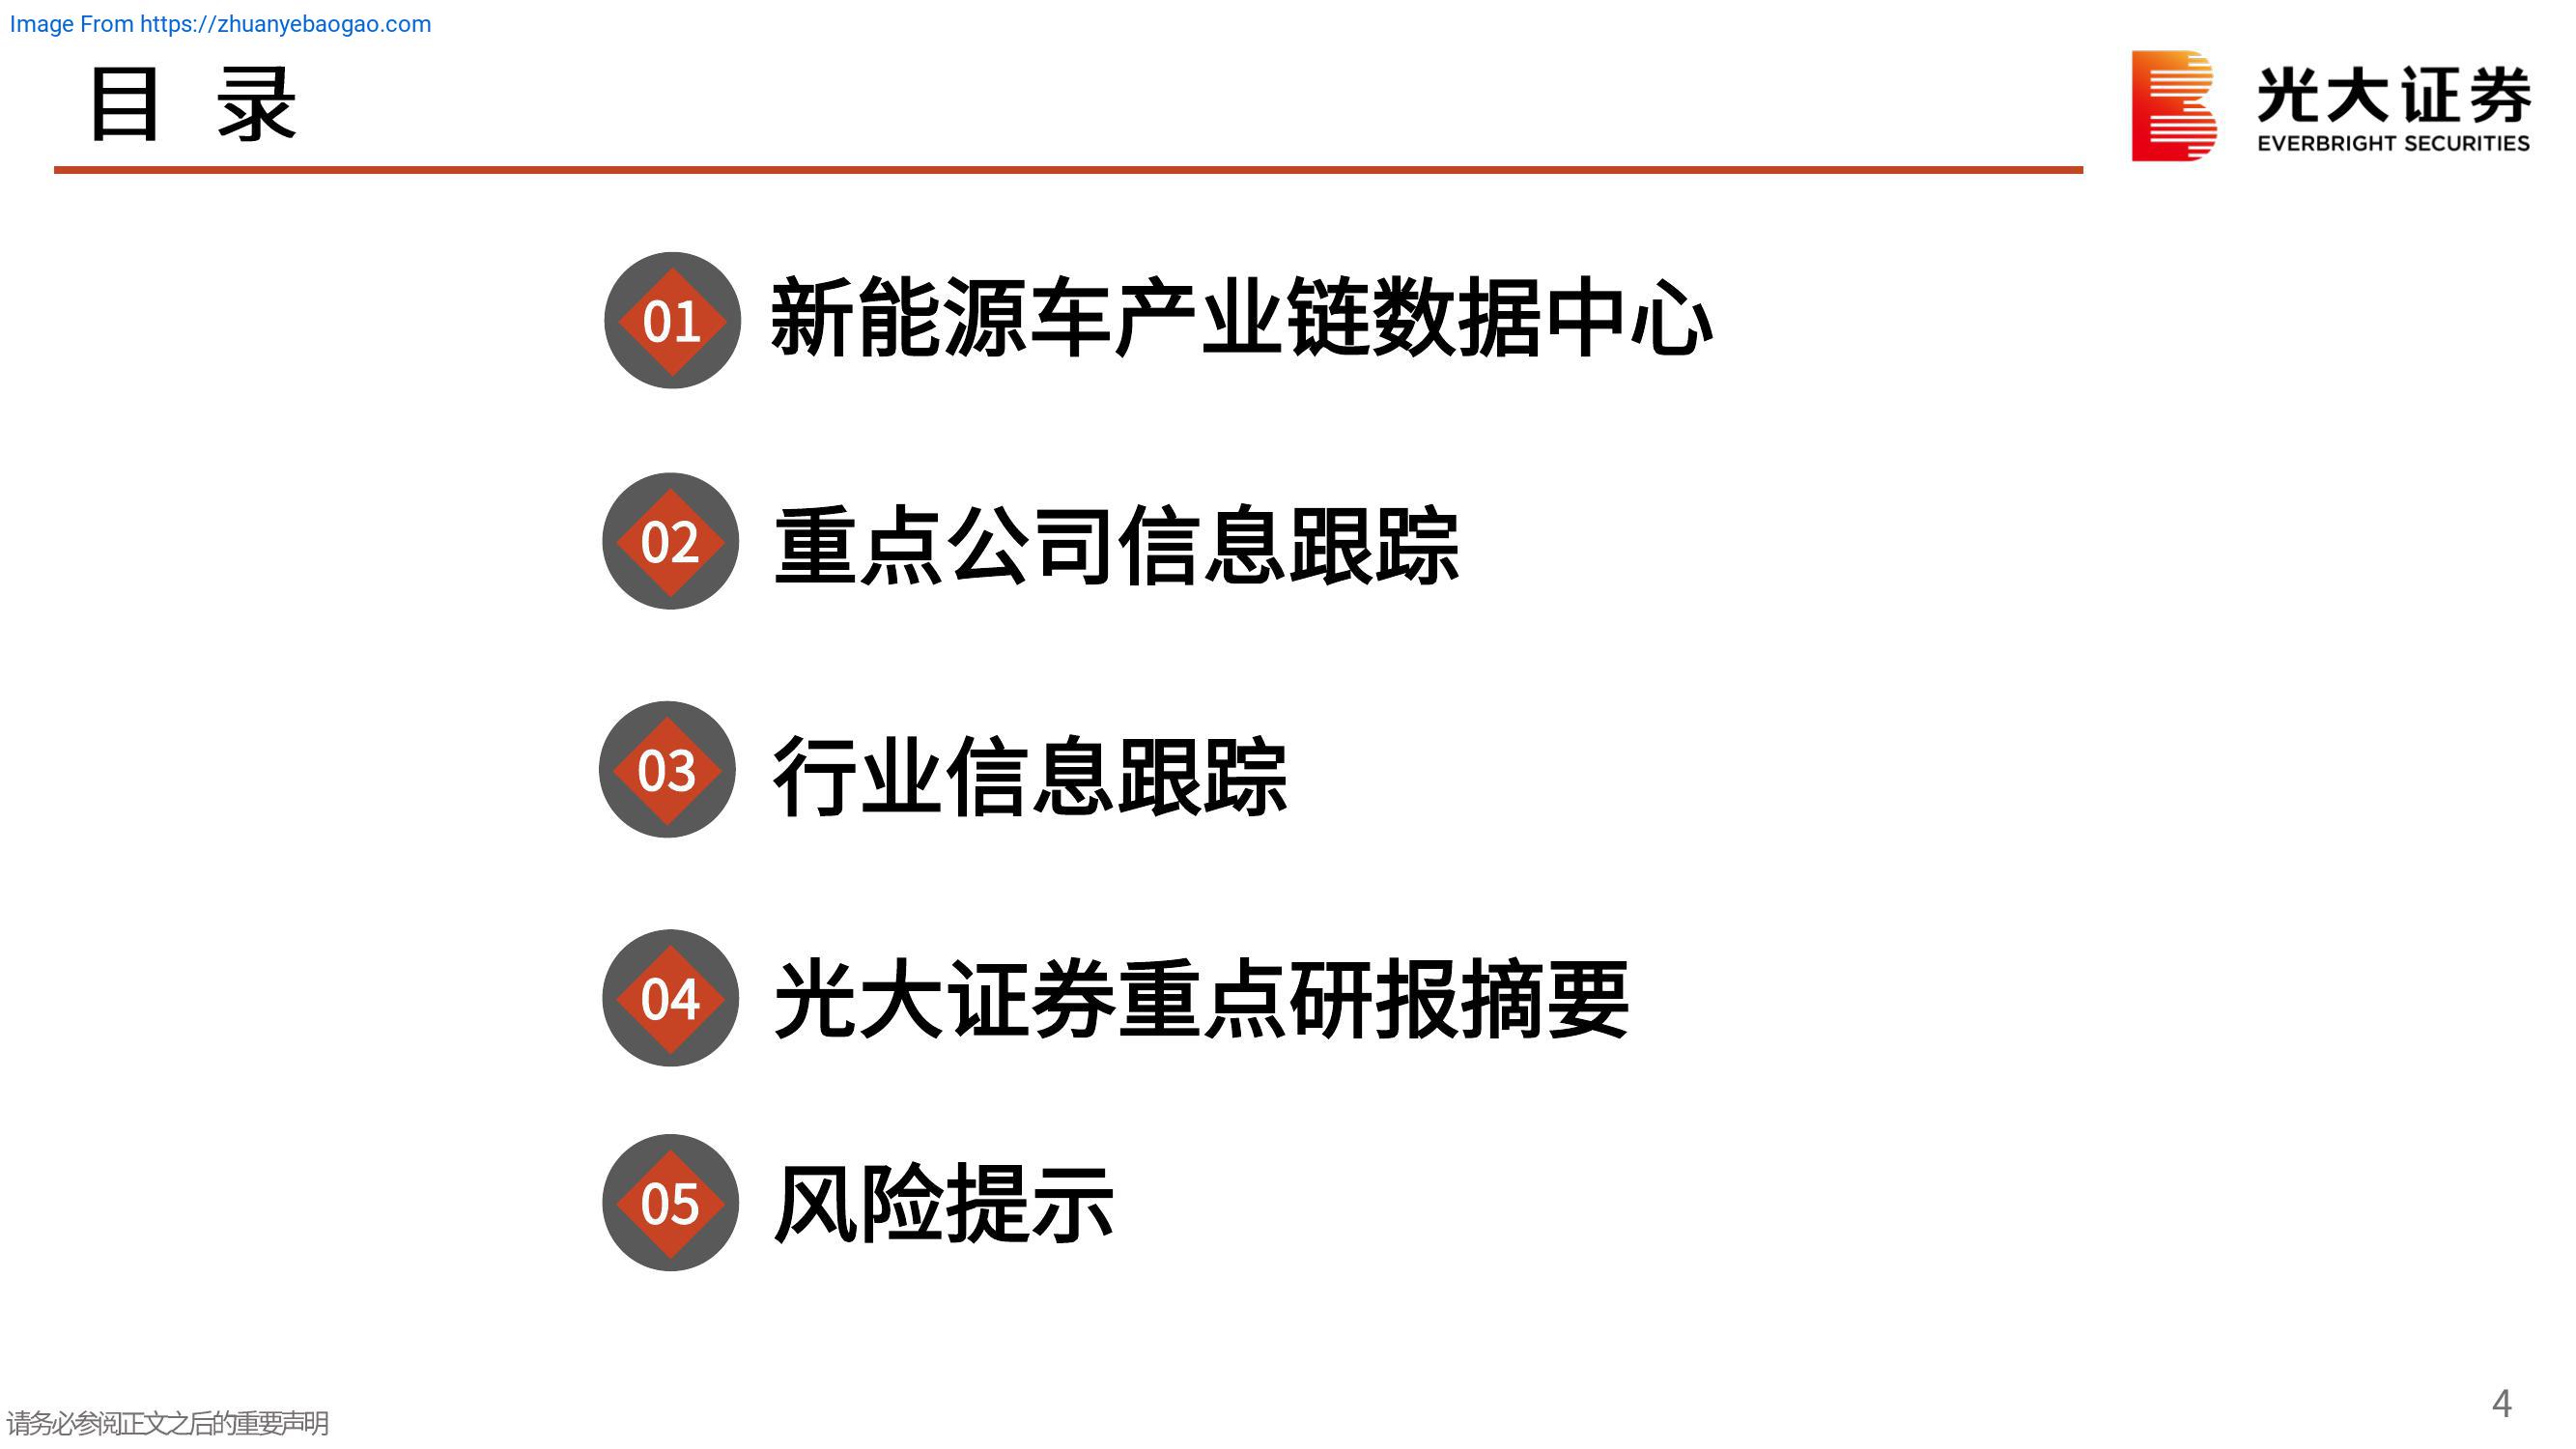 Image From https://zhuanyebaogao.com
目 录
光大证券
EVERBRIGHT SECURITIES
01 新能源车产业链数据中心
02 重点公司信息跟踪
03 行业信息跟踪
04 光大证券重点研报摘要
05 风险提示
请务必参阅正文之后的重要声明
4